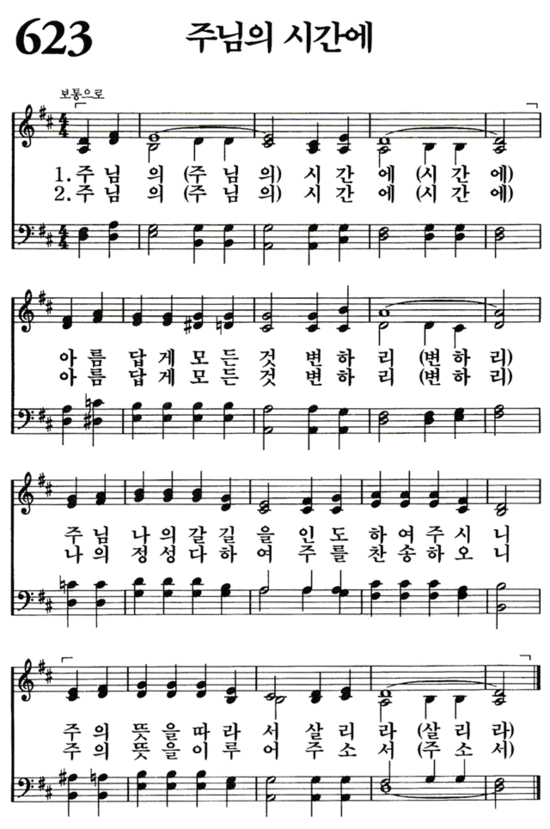 623 주님의 시간에
보통으로
1. 주 님 의 (주 님 의) 시 간 에 (시 간 에)
2. 주 님 의 (주 님 의) 시 간 에 (시 간 에)
아 름 답 게 모 든 것 변 하 리 (변 하 리)
아 름 답 게 모 든 것 변 하 리 (변 하 리)
주 님 나 의 갈 길 을 인 도 하 여 주 시 니
나 의 정 성 다 하 여 주 를 찬 송 하 오 니
주 의 뜻 을 따 라 서 살 리 라 (살 리 라)
주 의 뜻 을 이 루 어 주 소 서 (주 소 서)